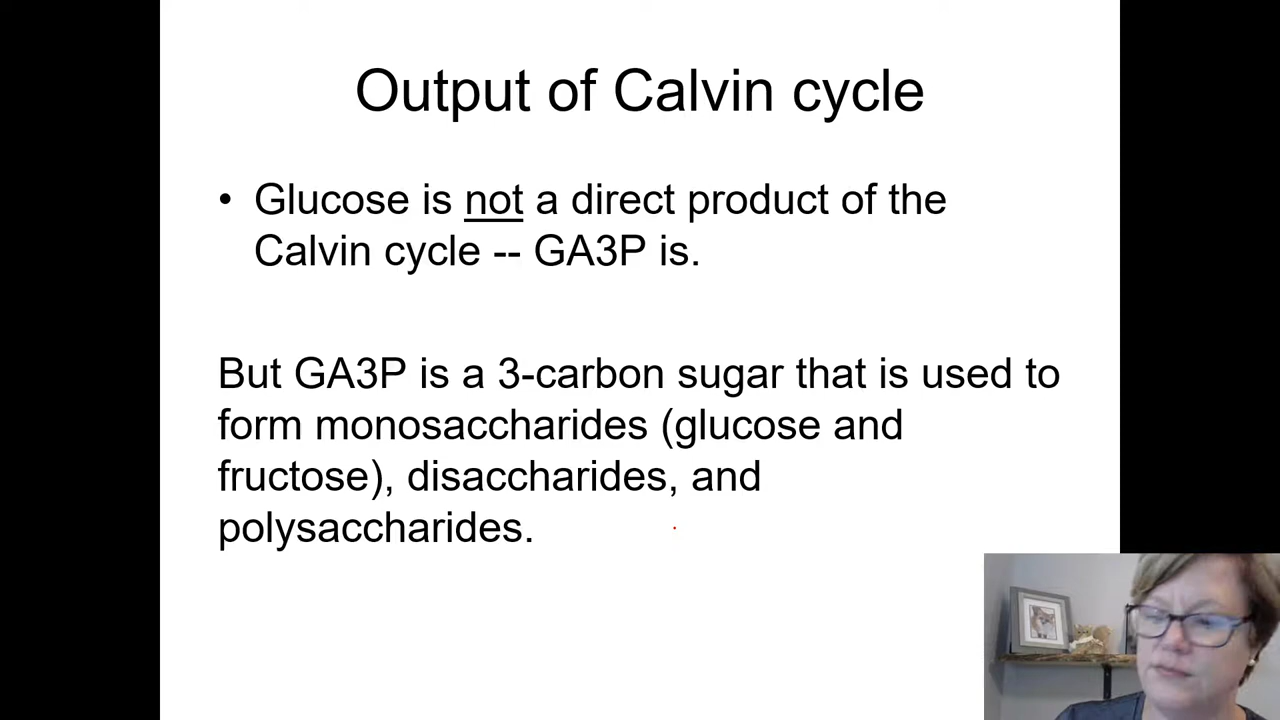 Output of Calvin cycle
• Glucose is not a direct product of the
Calvin cycle -- GA3P is.
But GA3P is a 3-carbon sugar that is used to
form monosaccharides (glucose and
fructose), disaccharides, and
polysaccharides.